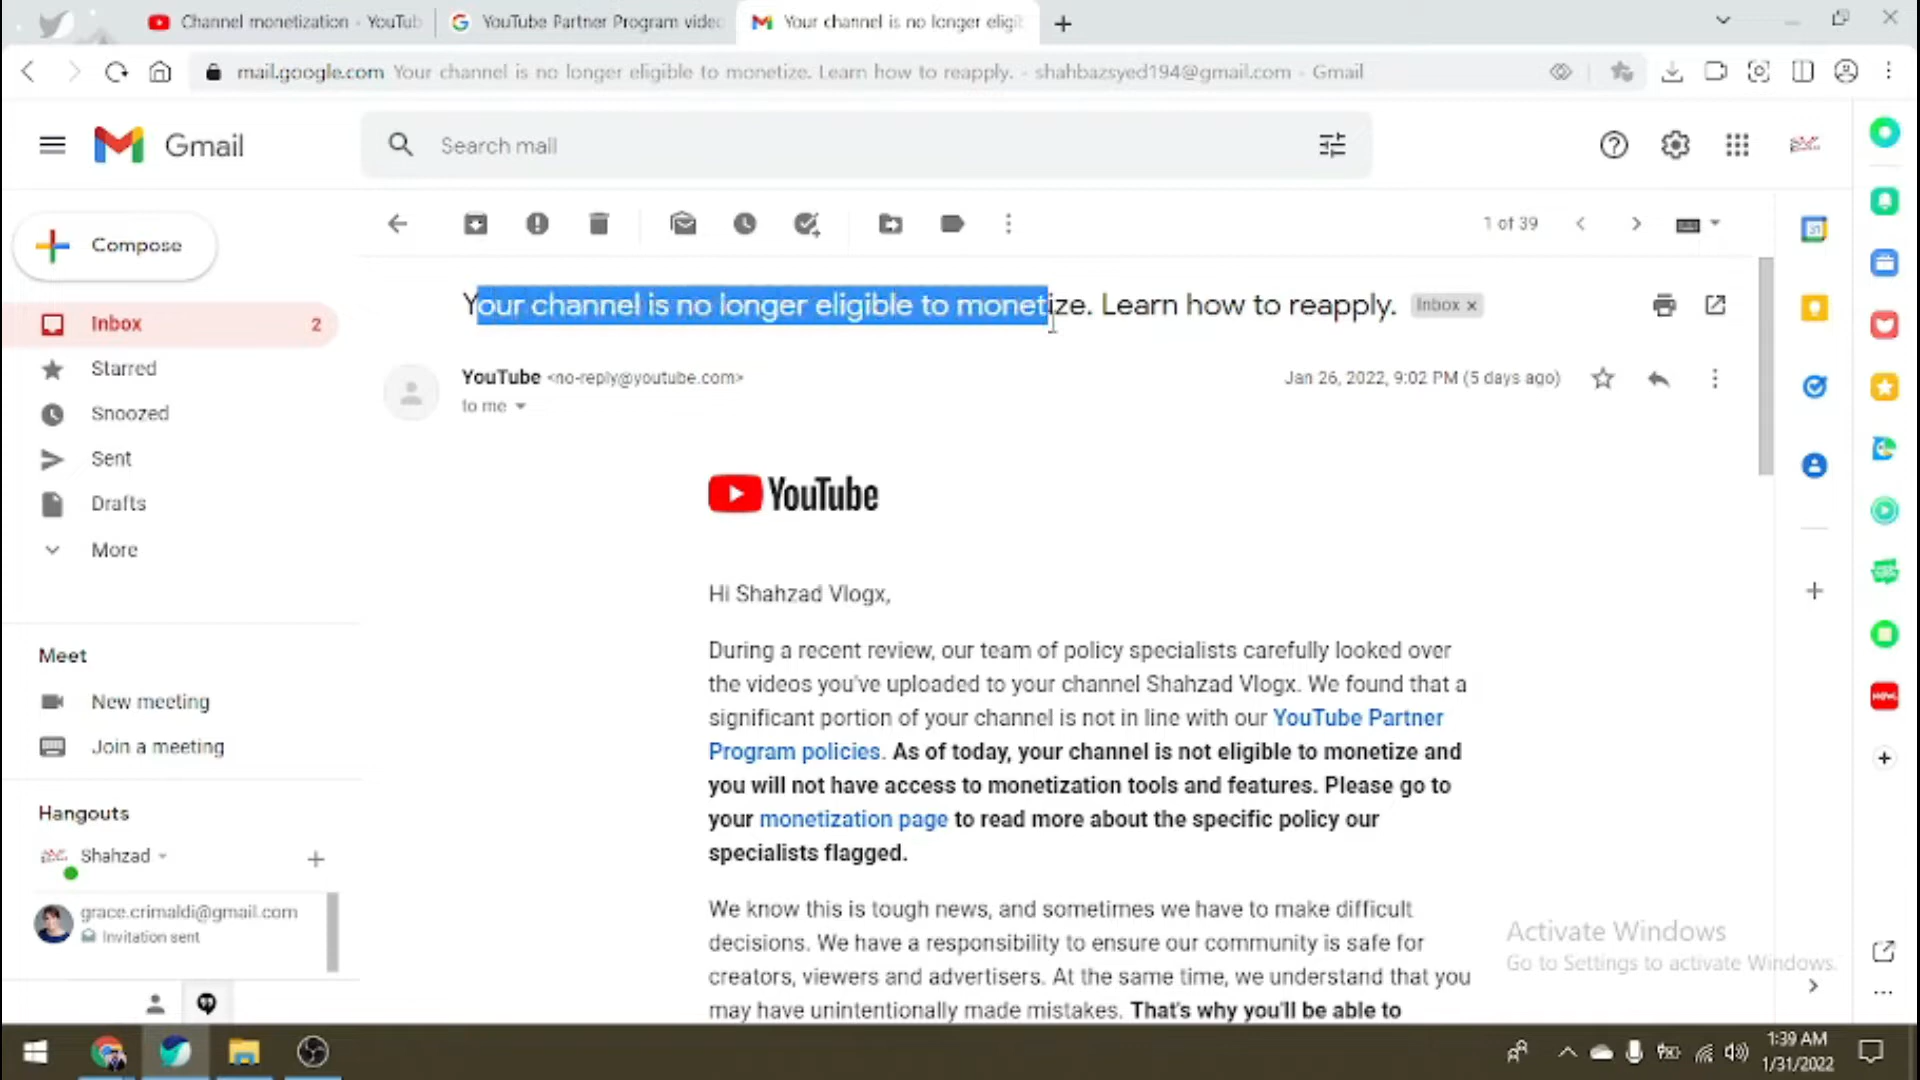 Channel monetization - YouTub
YouTube Partner Program video
Your channel is no longer eligi
mail.google.com Your channel is no longer eligible to monetize. Learn how to reapply. - shahbazsyed194@gmail.com - Gmail
Gmail
Search mail
Compose
1 of 39
Your channel is no longer eligible to monetize. Learn how to reapply. Inbox x
Inbox 2
Starred
Snoozed
Sent
Drafts
More
YouTube <no-reply@youtube.com>
Jan 26, 2022, 9:02 PM (5 days ago)
to me
YouTube
Hi Shahzad Vlogx,
During a recent review, our team of policy specialists carefully looked over
the videos you've uploaded to your channel Shahzad Vlogx. We found that a
significant portion of your channel is not in line with our YouTube Partner
Program policies. As of today, your channel is not eligible to monetize and
you will not have access to monetization tools and features. Please go to
your monetization page to read more about the specific policy our
specialists flagged.
We know this is tough news, and sometimes we have to make difficult
decisions. We have a responsibility to ensure our community is safe for
creators, viewers and advertisers. At the same time, we understand that you
may have unintentionally made mistakes. That's why you'll be able to
Meet
New meeting
Join a meeting
Hangouts
Shahzad
grace.crimaldi@gmail.com
Invitation sent
Activate Windows
Go to Settings to activate Windows.
1:39 AM
1/31/2022